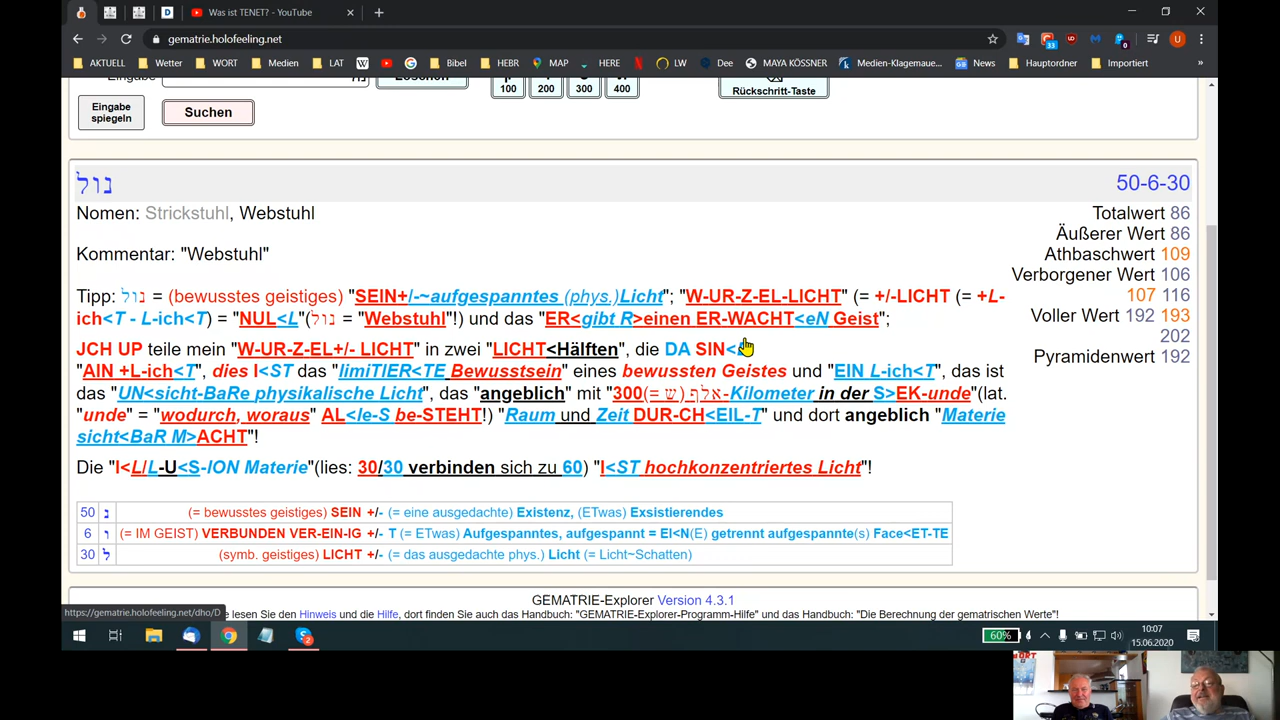 Was ist TENET? - YouTube
gematrie.holofeeling.net
AKTUELL Wetter WORT Medien LAT Bibel HEBR MAP HERE LW Dee MAYA KÖSSNER Medien-Klagemaue... News Hauptordner Importiert »
100 200 300 400 Rückschritt-Taste
Eingabe spiegeln Suchen
נול 50-6-30
Nomen: Strickstuhl, Webstuhl
Totalwert 86
Äußerer Wert 86
Kommentar: "Webstuhl"
Athbaschwert 109
Verborgener Wert 106
107 116
Voller Wert 192 193
202
Pyramidenwert 192
Tipp: נול = (bewusstes geistiges) "SEIN+/-~aufgespanntes (phys.)Licht"; "W-UR-Z-EL-LICHT" (= +/-LICHT (= +L-
ich<T - L-ich<T) = "NUL<L"(נול = "Webstuhl"!) und das "ER<gibt R>einen ER-WACHT<eN Geist";
JCH UP teile mein "W-UR-Z-EL+/- LICHT" in zwei "LICHT<Hälften", die DA SIN<
"AIN +L-ich<T", dies I<ST das "limiTIER<TE Bewusstsein" eines bewussten Geistes und "EIN L-ich<T", das ist
das "UN<sicht-BaRe physikalische Licht", das "angeblich" mit "300(= ש) אלף-Kilometer in der S>EK-unde"(lat.
"unde" = "wodurch, woraus" AL<le-S be-STEHT!) "Raum und Zeit DUR-CH<EIL-T" und dort angeblich "Materie
sicht<BaR M>ACHT"!
Die "I<L/L-U<S-ION Materie"(lies: 30/30 verbinden sich zu 60) "I<ST hochkonzentriertes Licht"!
50 נ (= bewusstes geistiges) SEIN +/- (= eine ausgedachte) Existenz, (ETwas) Exsistierendes
6 ו (= IM GEIST) VERBUNDEN VER-EIN-IG +/- T (= ETwas) Aufgespanntes, aufgespannt = EI<N(E) getrennt aufgespannte(s) Face<ET-TE
30 ל (symb. geistiges) LICHT +/- (= das ausgedachte phys.) Licht (= Licht~Schatten)
GEMATRIE-Explorer Version 4.3.1
https://gematrie.holofeeling.net/dho/D
e lesen Sie den Hinweis und die Hilfe, dort finden Sie auch das Handbuch: "GEMATRIE-Explorer-Programm-Hilfe" und das Handbuch: "Die Berechnung der gematrischen Werte"!
60% 10:07
15.06.2020